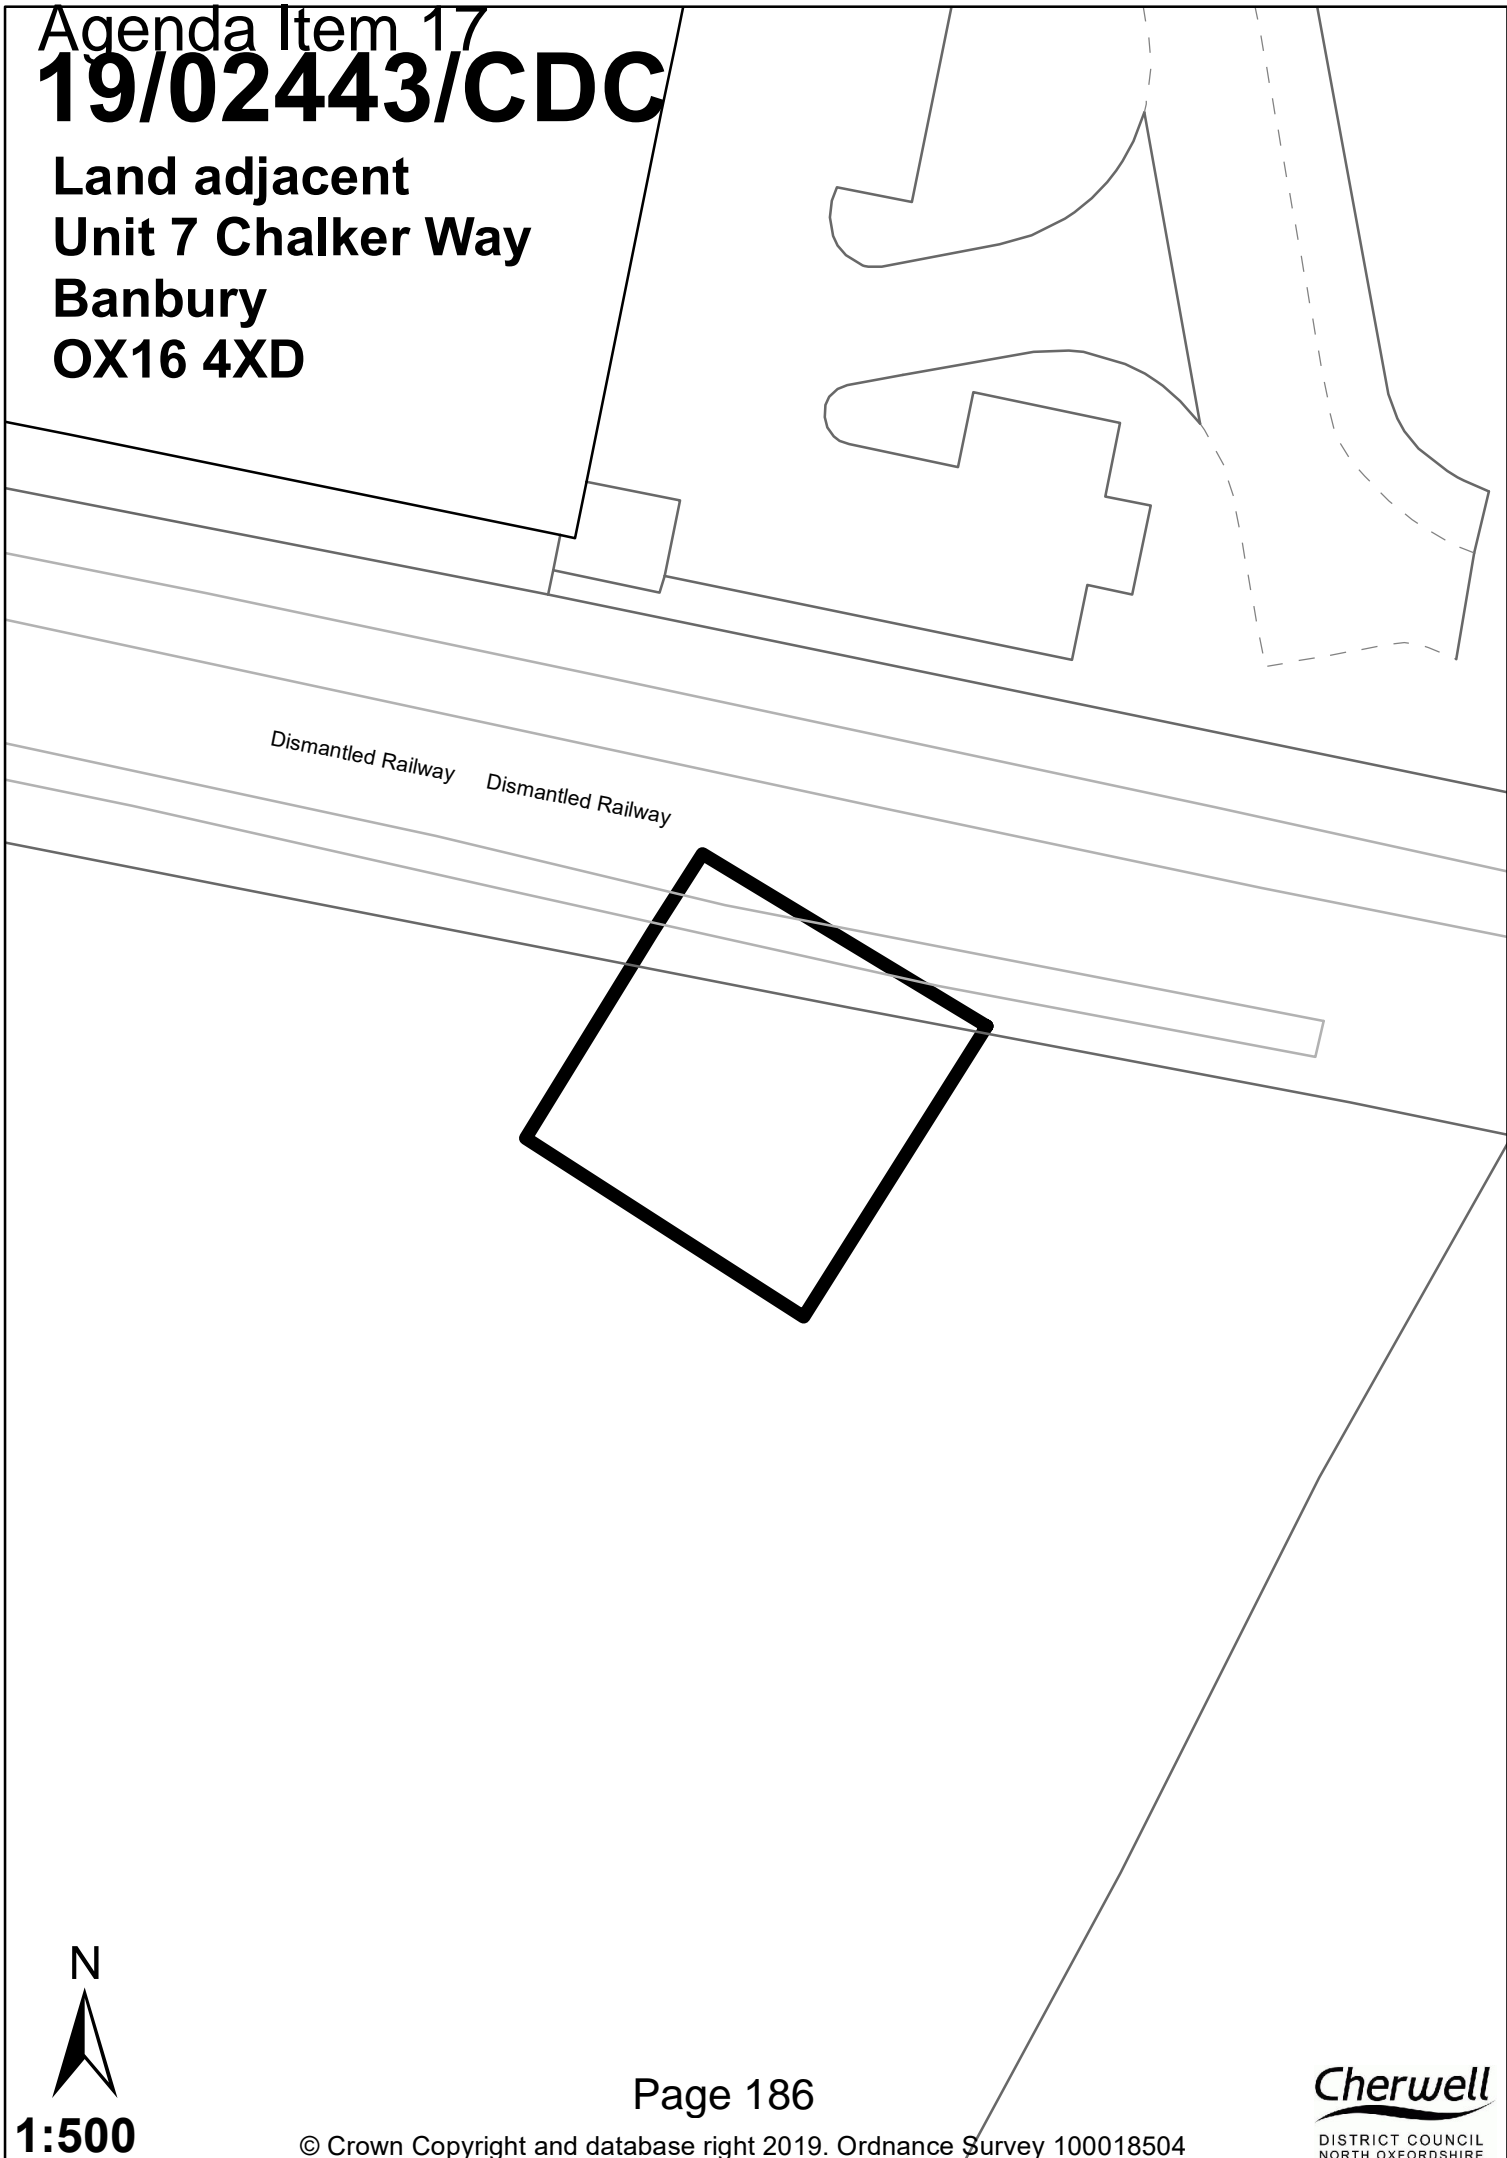 Agenda Item 17
19/02443/CDC
Land adjacent
Unit 7 Chalker Way
Banbury
OX16 4XD
Dismantled Railway
Dismantled Railway
N
1:500
Page 186
© Crown Copyright and database right 2019. Ordnance Survey 100018504
Cherwell
DISTRICT COUNCIL
NORTH OXFORDSHIRE